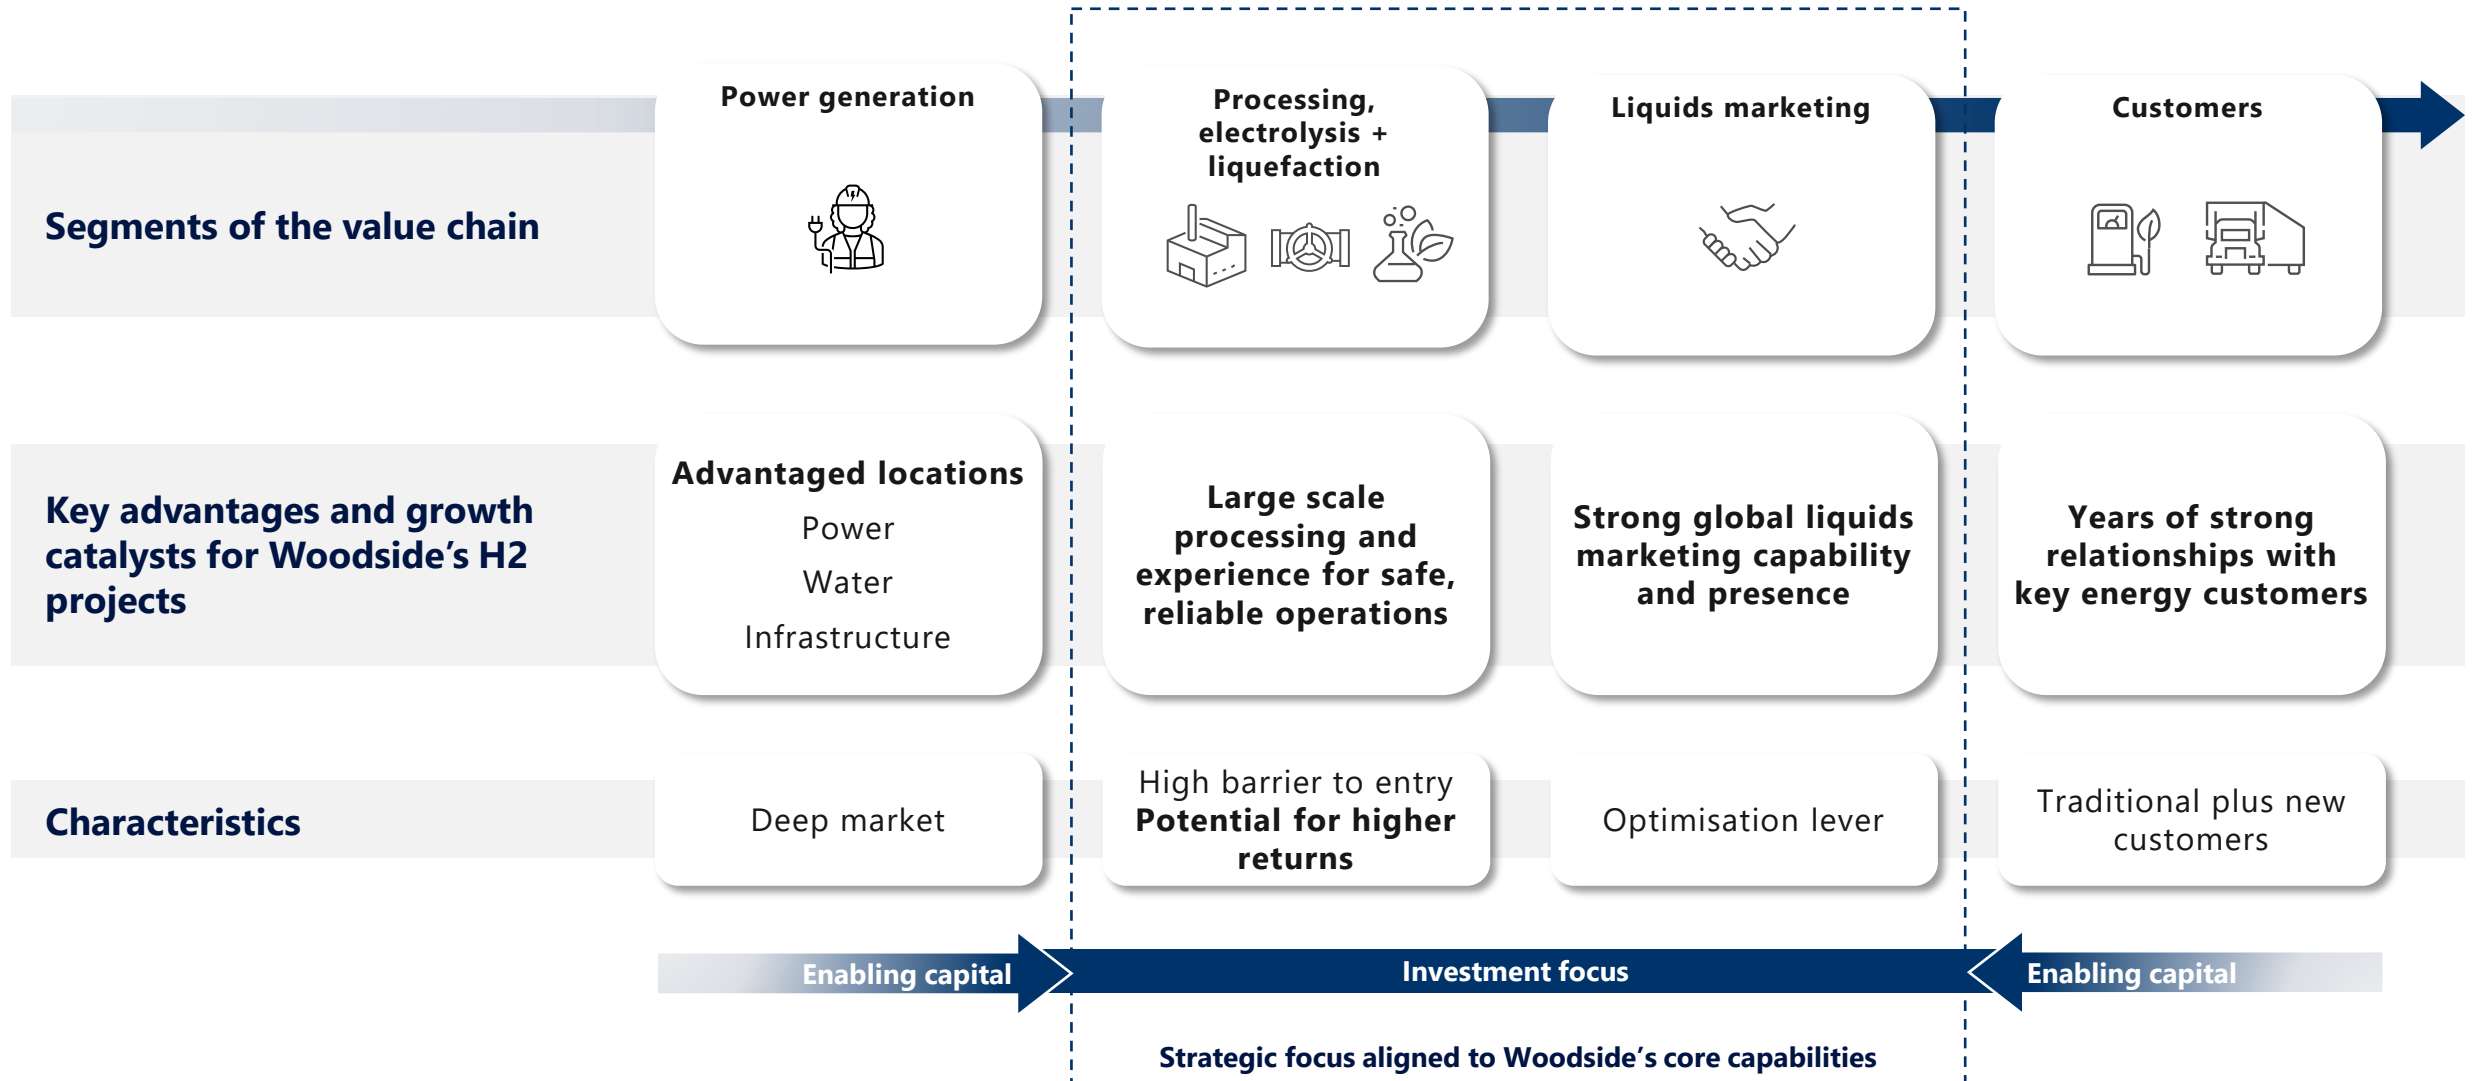 Power generation
Processing,
electrolysis +
liquefaction
Liquids marketing
Customers
Segments of the value chain
Key advantages and growth
catalysts for Woodside’s H2
projects
Advantaged locations
Power
Water
Infrastructure
Large scale
processing and
experience for safe,
reliable operations
Strong global liquids
marketing capability
and presence
Years of strong
relationships with
key energy customers
Characteristics
Deep market
High barrier to entry
Potential for higher
returns
Optimisation lever
Traditional plus new
customers
Enabling capital
Investment focus
Enabling capital
Strategic focus aligned to Woodside’s core capabilities